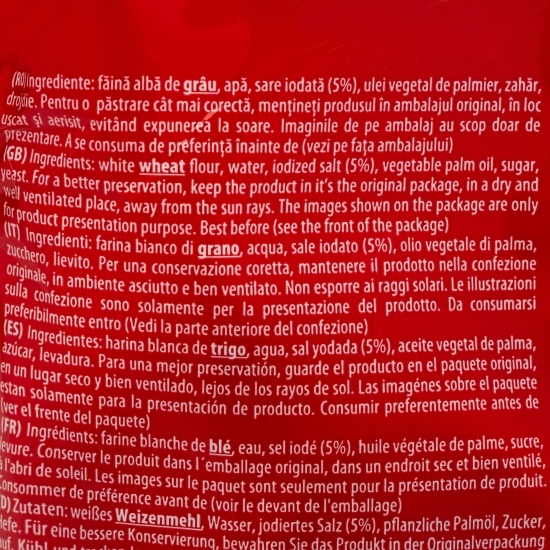 (RO)Ingrediente: făină albă de grâu, apă, sare iodată (5%), ulei vegetal de palmier, zahăr,
drojdie. Pentru o păstrare cât mai corectă, mențineți produsul în ambalajul original, în loc
uscat și aerisit, evitând expunerea la soare. Imaginile de pe ambalaj au scop doar de
prezentare. A se consuma de preferință înainte de (vezi pe fața ambalajului)
(GB) Ingredients: white wheat flour, water, iodized salt (5%), vegetable palm oil, sugar,
yeast. For a better preservation, keep the product in it's the original package, in a dry and
well ventilated place, away from the sun rays. The images shown on the package are only
for product presentation purpose. Best before (see the front of the package)
(IT) Ingredienti: farina bianco di grano, acqua, sale iodato (5%), olio vegetale di palma,
zucchero, lievito. Per una conservazione coretta, mantenere il prodotto nella confezione
originale, in ambiente asciutto e ben ventilato. Non esporre ai raggi solari. Le illustrazioni
sulla confezione sono solamente per la presentazione del prodotto. Da consumarsi
preferibilmente entro (Vedi la parte anteriore del confezione)
(ES) Ingredientes: harina blanca de trigo, agua, sal yodada (5%), aceite vegetal de palma,
azúcar, levadura. Para una mejor preservatión, guarde el producto en el paquete original,
en un lugar seco y bien ventilado, lejos de los rayos de sol. Las imagénes sobre el paquete
estan solamente para la presentación de producto. Consumir preferentemente antes de
(ver el frente del paquete)
(FR) Ingrédients: farine blanche de blé, eau, sel iodé (5%), huile végétale de palme, sucre,
levure. Conserver le produit dans l'emballage original, dans un endroit sec et bien ventilé,
à l'abri de soleil. Les images sur le paquet sont seulement pour la présentation de produit.
Consommer de préférence avant de (voir le devant de l'emballage)
D) Zutaten: weißes Weizenmehl, Wasser, jodiertes Salz (5%), pflanzliche Palmöl, Zucker,
Hefe. Für eine bessere Konservierung, bewahren Sie das Produkt in der Originalverpackung
auf. Kühl und